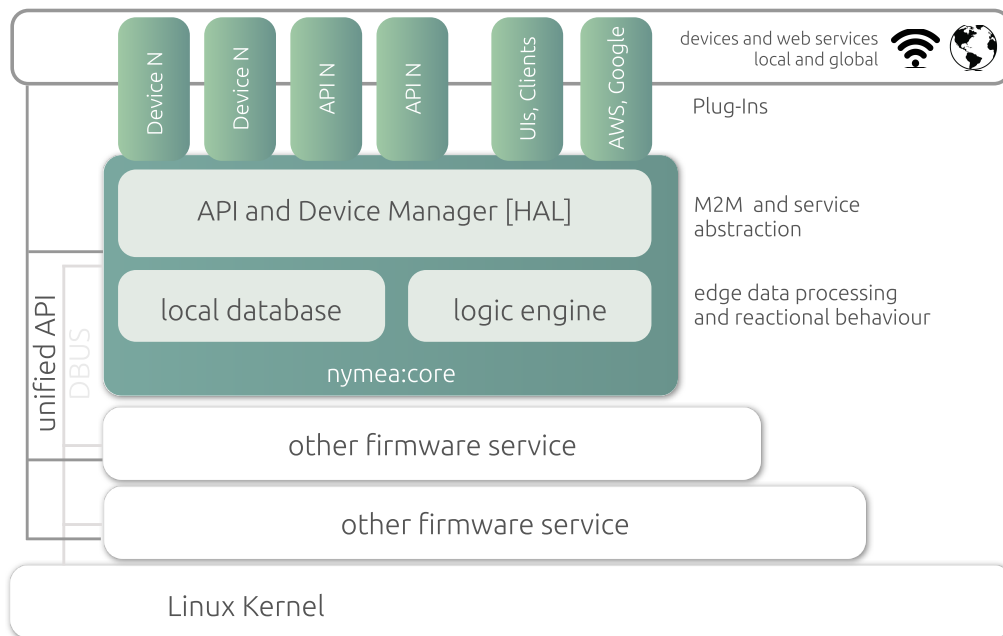 Device N
Device N
API N
API N
UIs, Clients
AWS, Google
devices and web services
local and global
Plug-Ins
API and Device Manager [HAL]
M2M and service
abstraction
local database
logic engine
edge data processing
and reactional behaviour
nymea:core
unified API
DBUS
other firmware service
other firmware service
Linux Kernel